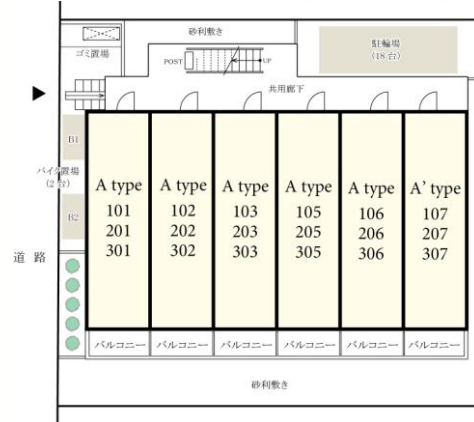 砂利敷き
ゴミ置場
POST
UP
駐輪場
(18台)
共用廊下
B1
バイク置場
(2台)
B2
道路
A type
101
201
301
A type
102
202
302
A type
103
203
303
A type
105
205
305
A type
106
206
306
A' type
107
207
307
バルコニー
バルコニー
バルコニー
バルコニー
バルコニー
バルコニー
砂利敷き